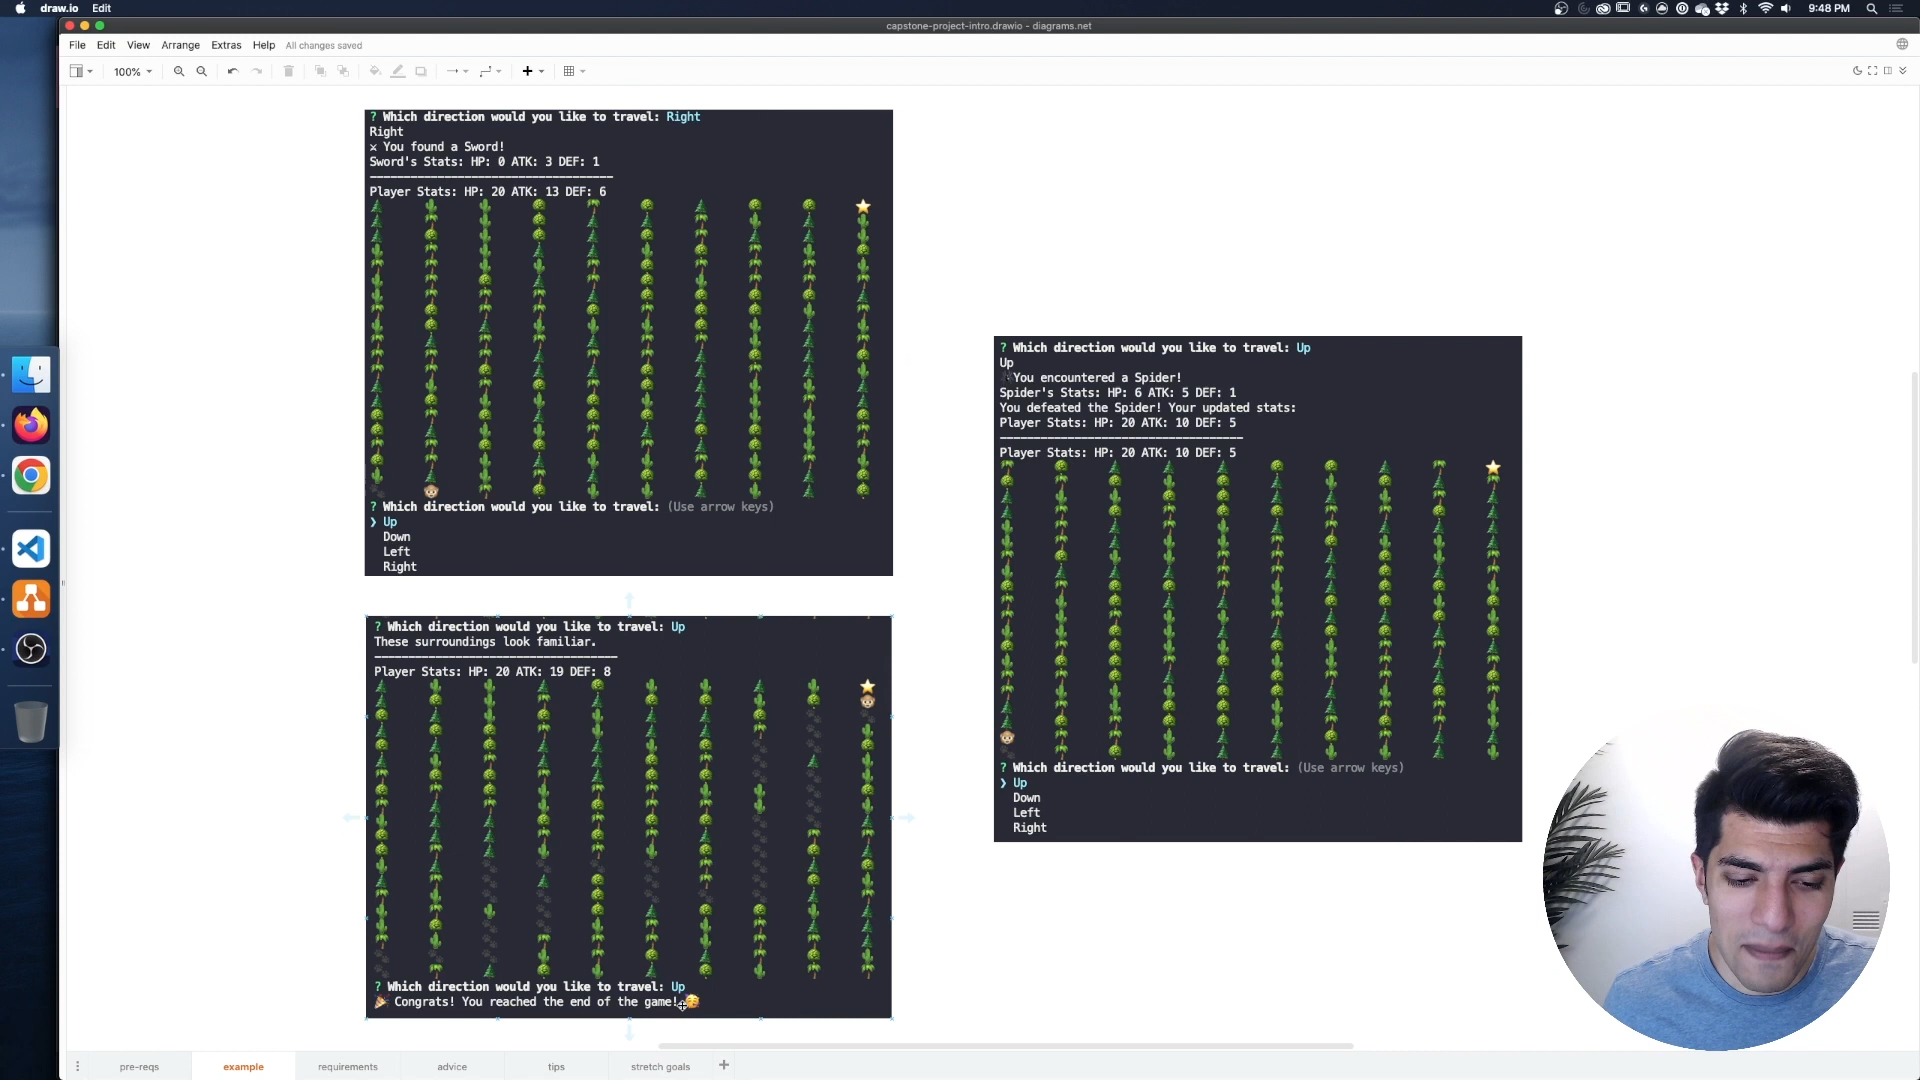 draw.io Edit
9:48 PM
capstone-project-intro.drawio - diagrams.net
File Edit View Arrange Extras Help All changes saved
100%
? Which direction would you like to travel: Right
Right
You found a Sword!
Sword's Stats: HP: 0 ATK: 3 DEF: 1
------------------------------------
Player Stats: HP: 20 ATK: 13 DEF: 6
? Which direction would you like to travel: (Use arrow keys)
❯ Up
Down
Left
Right
? Which direction would you like to travel: Up
Up
You encountered a Spider!
Spider's Stats: HP: 6 ATK: 5 DEF: 1
You defeated the Spider! Your updated stats:
Player Stats: HP: 20 ATK: 10 DEF: 5
------------------------------------
Player Stats: HP: 20 ATK: 10 DEF: 5
? Which direction would you like to travel: (Use arrow keys)
❯ Up
Down
Left
Right
? Which direction would you like to travel: Up
These surroundings look familiar.
------------------------------------
Player Stats: HP: 20 ATK: 19 DEF: 8
? Which direction would you like to travel: Up
Congrats! You reached the end of the game!
pre-reqs example requirements advice tips stretch goals